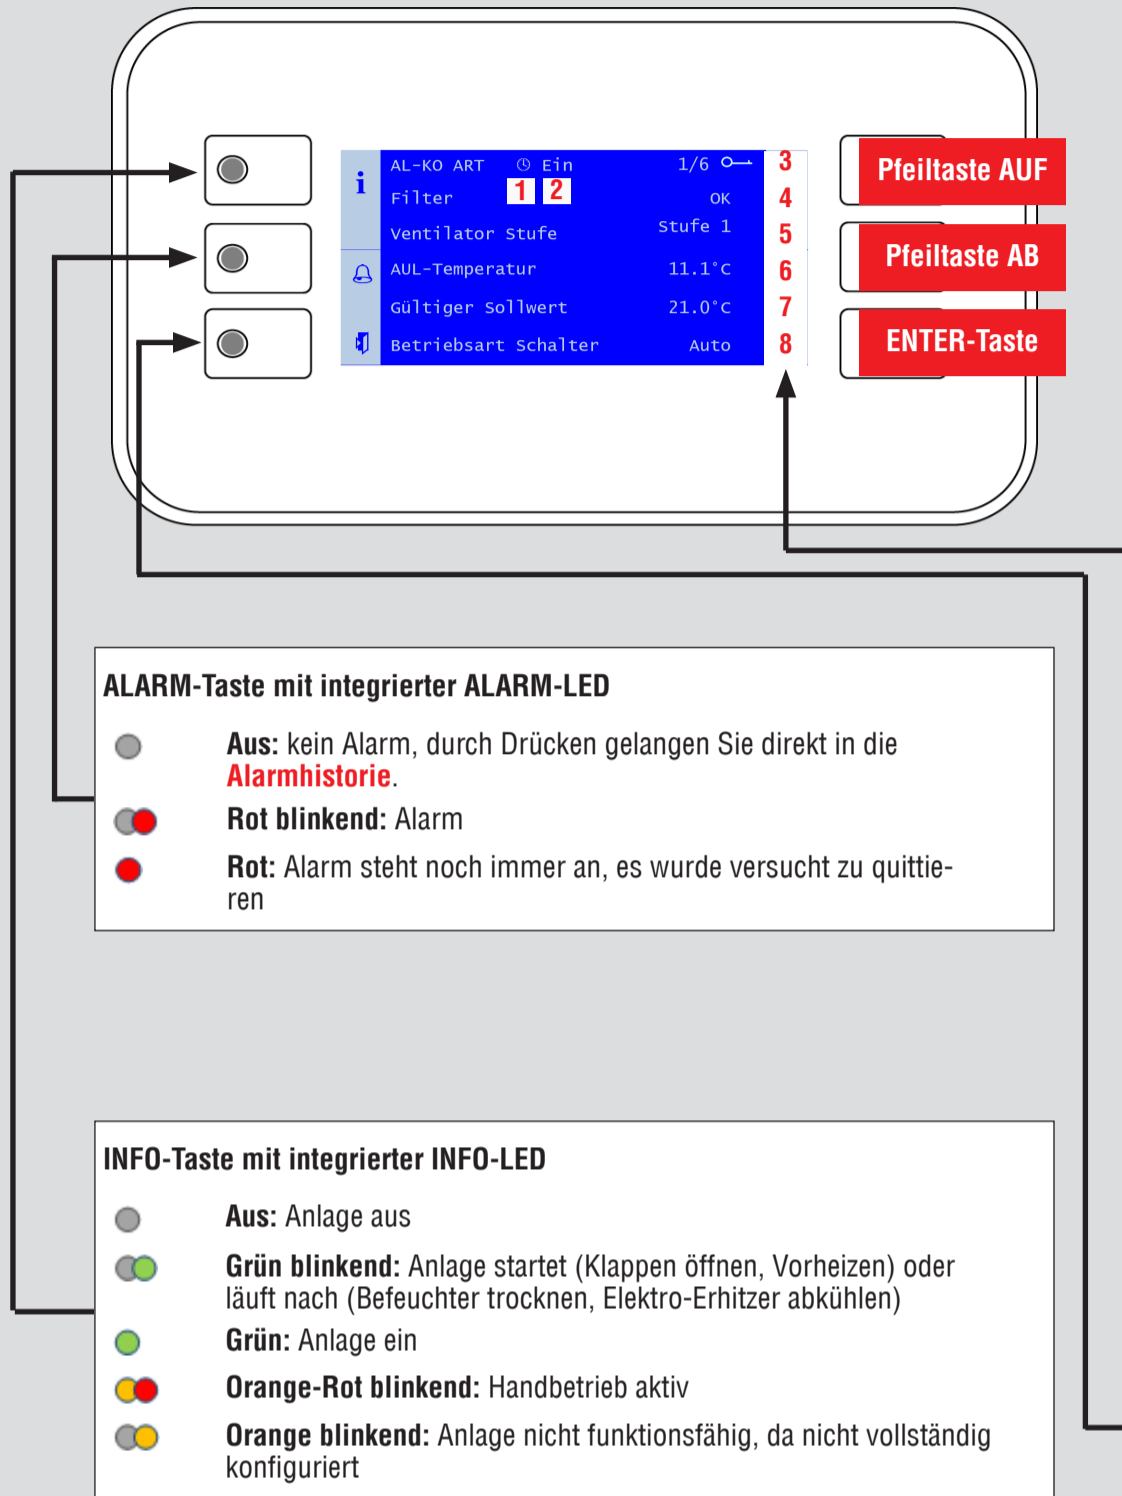 AL-KO ART Ein 1/6 3
i
Filter 1 2 OK 4
Ventilator Stufe Stufe 1 5
AUL-Temperatur 11.1°C 6
Gültiger Sollwert 21.0°C 7
Betriebsart Schalter Auto 8
Pfeiltaste AUF
Pfeiltaste AB
ENTER-Taste
ALARM-Taste mit integrierter ALARM-LED
Aus: kein Alarm, durch Drücken gelangen Sie direkt in die
Alarmhistorie.
Rot blinkend: Alarm
Rot: Alarm steht noch immer an, es wurde versucht zu quittie-
ren
INFO-Taste mit integrierter INFO-LED
Aus: Anlage aus
Grün blinkend: Anlage startet (Klappen öffnen, Vorheizen) oder
läuft nach (Befeuchter trocknen, Elektro-Erhitzer abkühlen)
Grün: Anlage ein
Orange-Rot blinkend: Handbetrieb aktiv
Orange blinkend: Anlage nicht funktionsfähig, da nicht vollständig
konfiguriert